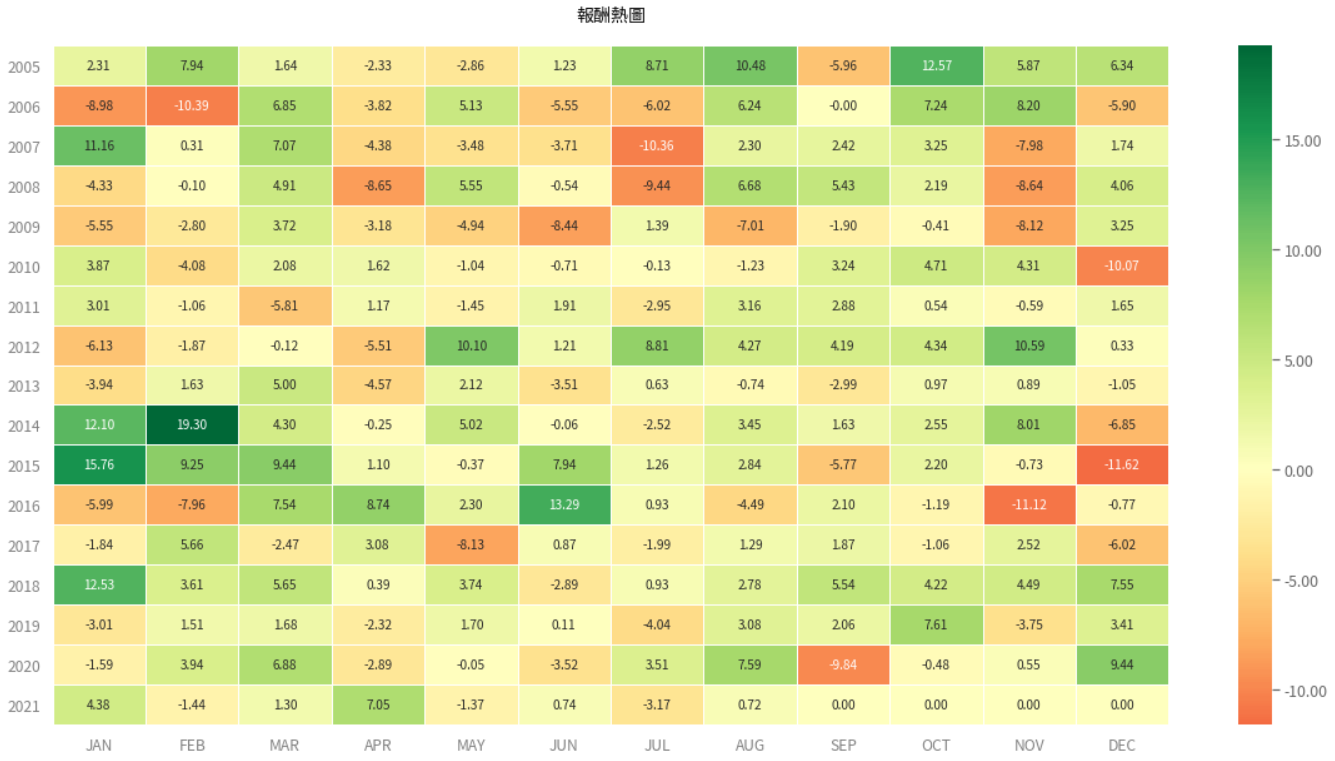 報酬熱圖
2005 2.31 7.94 1.64 -2.33 -2.86 1.23 8.71 10.48 -5.96 12.57 5.87 6.34
2006 -8.98 -10.39 6.85 -3.82 5.13 -5.55 -6.02 6.24 -0.00 7.24 8.20 -5.90
2007 11.16 0.31 7.07 -4.38 -3.48 -3.71 -10.36 2.30 2.42 3.25 -7.98 1.74
2008 -4.33 -0.10 4.91 -8.65 5.55 -0.54 -9.44 6.68 5.43 2.19 -8.64 4.06
2009 -5.55 -2.80 3.72 -3.18 -4.94 -8.44 1.39 -7.01 -1.90 -0.41 -8.12 3.25
2010 3.87 -4.08 2.08 1.62 -1.04 -0.71 -0.13 -1.23 3.24 4.71 4.31 -10.07
2011 3.01 -1.06 -5.81 1.17 -1.45 1.91 -2.95 3.16 2.88 0.54 -0.59 1.65
2012 -6.13 -1.87 -0.12 -5.51 10.10 1.21 8.81 4.27 4.19 4.34 10.59 0.33
2013 -3.94 1.63 5.00 -4.57 2.12 -3.51 0.63 -0.74 -2.99 0.97 0.89 -1.05
2014 12.10 19.30 4.30 -0.25 5.02 -0.06 -2.52 3.45 1.63 2.55 8.01 -6.85
2015 15.76 9.25 9.44 1.10 -0.37 7.94 1.26 2.84 -5.77 2.20 -0.73 -11.62
2016 -5.99 -7.96 7.54 8.74 2.30 13.29 0.93 -4.49 2.10 -1.19 -11.12 -0.77
2017 -1.84 5.66 -2.47 3.08 -8.13 0.87 -1.99 1.29 1.87 -1.06 2.52 -6.02
2018 12.53 3.61 5.65 0.39 3.74 -2.89 0.93 2.78 5.54 4.22 4.49 7.55
2019 -3.01 1.51 1.68 -2.32 1.70 0.11 -4.04 3.08 2.06 7.61 -3.75 3.41
2020 -1.59 3.94 6.88 -2.89 -0.05 -3.52 3.51 7.59 -9.84 -0.48 0.55 9.44
2021 4.38 -1.44 1.30 7.05 -1.37 0.74 -3.17 0.72 0.00 0.00 0.00 0.00
JAN FEB MAR APR MAY JUN JUL AUG SEP OCT NOV DEC
15.00
10.00
5.00
0.00
-5.00
-10.00